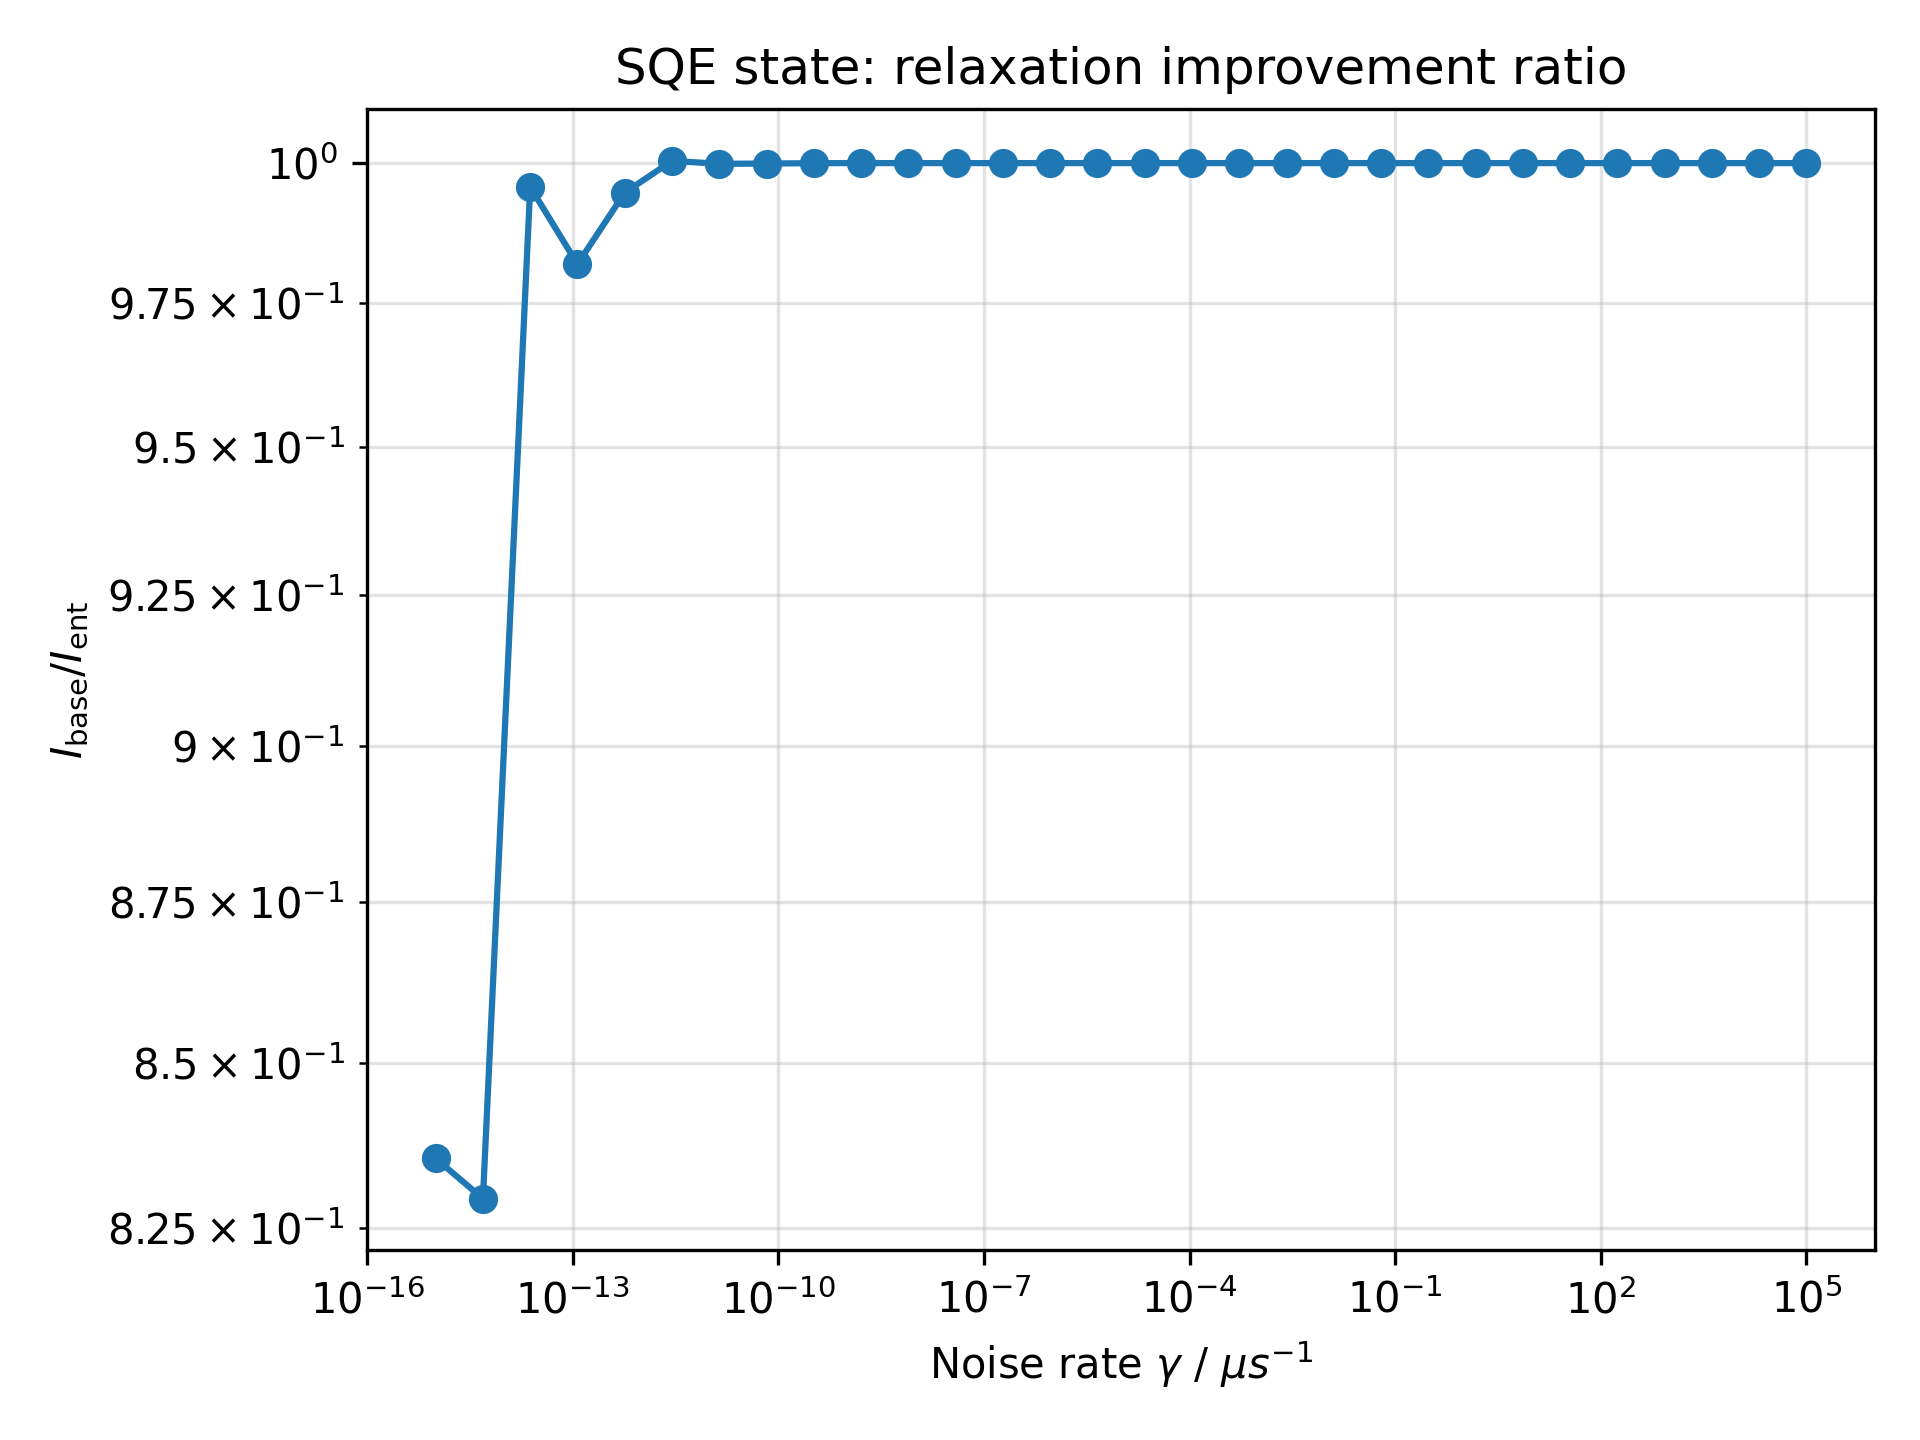 SQE state: relaxation improvement ratio
10⁰
9.75 × 10⁻¹
9.5 × 10⁻¹
9.25 × 10⁻¹
9 × 10⁻¹
8.75 × 10⁻¹
8.5 × 10⁻¹
8.25 × 10⁻¹
I_base/I_ent
10⁻¹⁶ 10⁻¹³ 10⁻¹⁰ 10⁻⁷ 10⁻⁴ 10⁻¹ 10² 10⁵
Noise rate γ / μs⁻¹